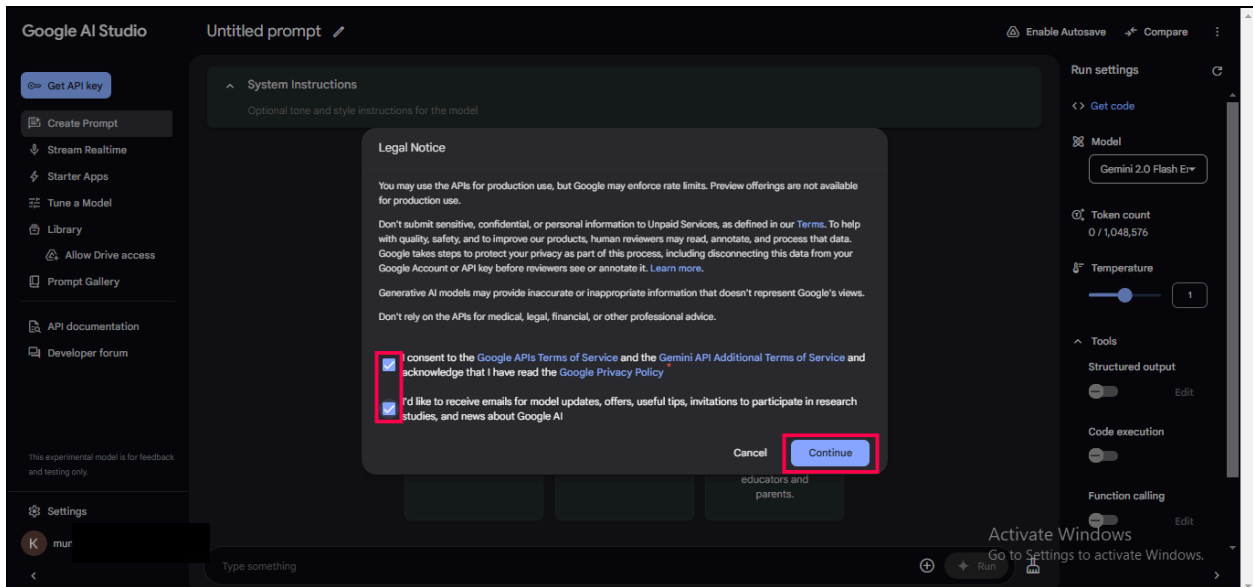 Google AI Studio
Untitled prompt
Enable Autosave
Compare
Get API key
Create Prompt
Stream Realtime
Starter Apps
Tune a Model
Library
Allow Drive access
Prompt Gallery
API documentation
Developer forum
This experimental model is for feedback
and testing only.
Settings
K
mun
System Instructions
Optional tone and style instructions for the model
Legal Notice
You may use the APIs for production use, but Google may enforce rate limits. Preview offerings are not available
for production use.
Don't submit sensitive, confidential, or personal information to Unpaid Services, as defined in our Terms. To help
with quality, safety, and to improve our products, human reviewers may read, annotate, and process that data.
Google takes steps to protect your privacy as part of this process, including disconnecting this data from your
Google Account or API key before reviewers see or annotate it. Learn more.
Generative AI models may provide inaccurate or inappropriate information that doesn't represent Google's views.
Don't rely on the APIs for medical, legal, financial, or other professional advice.
I consent to the Google APIs Terms of Service and the Gemini API Additional Terms of Service and
acknowledge that I have read the Google Privacy Policy *
I'd like to receive emails for model updates, offers, useful tips, invitations to participate in research
studies, and news about Google AI
Cancel
Continue
educators and
parents.
Type something
Run
Run settings
Get code
Model
Gemini 2.0 Flash Ex
Token count
0 / 1,048,576
Temperature
1
Tools
Structured output
Edit
Code execution
Function calling
Edit
Activate Windows
Go to Settings to activate Windows.